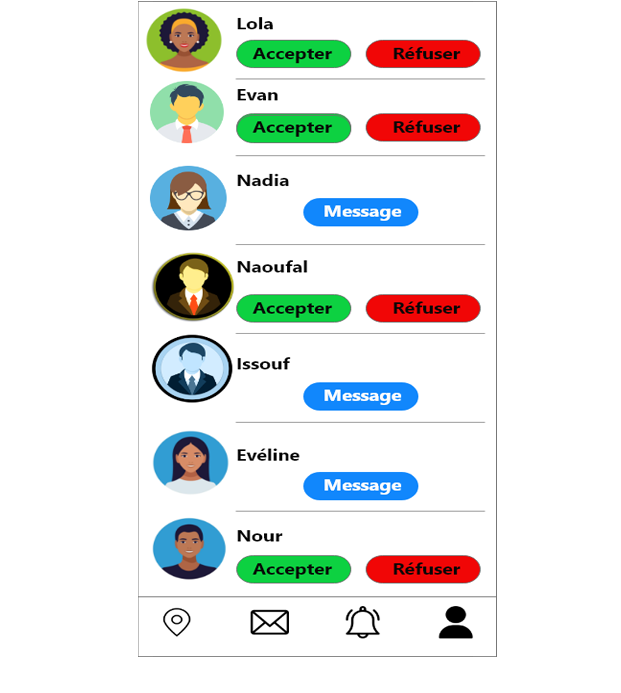 Lola
Accepter Réfuser
Evan
Accepter Réfuser
Nadia
Message
Naoufal
Accepter Réfuser
Issouf
Message
Evéline
Message
Nour
Accepter Réfuser